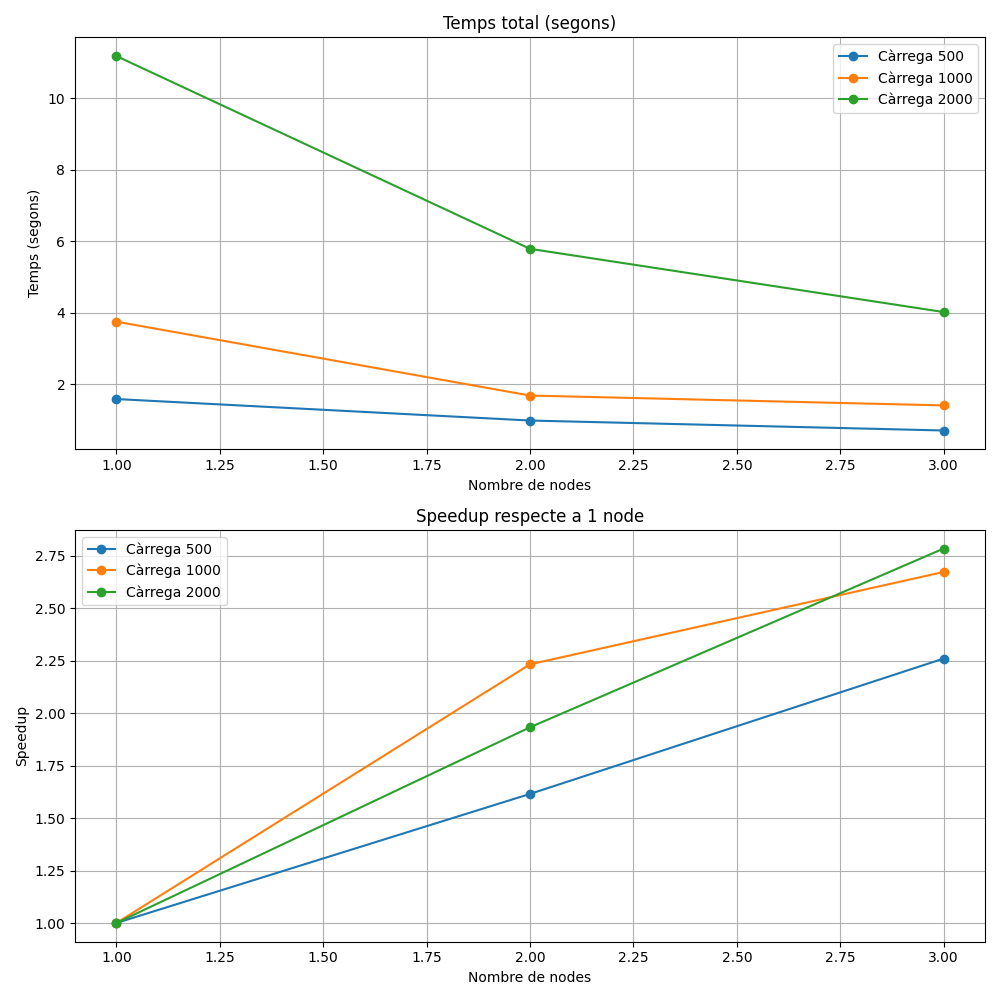 Temps total (segons)
Temps (segons)
10
8
6
4
2
Càrrega 500
Càrrega 1000
Càrrega 2000
1.00 1.25 1.50 1.75 2.00 2.25 2.50 2.75 3.00
Nombre de nodes
Speedup respecte a 1 node
Speedup
2.75
2.50
2.25
2.00
1.75
1.50
1.25
1.00
Càrrega 500
Càrrega 1000
Càrrega 2000
1.00 1.25 1.50 1.75 2.00 2.25 2.50 2.75 3.00
Nombre de nodes